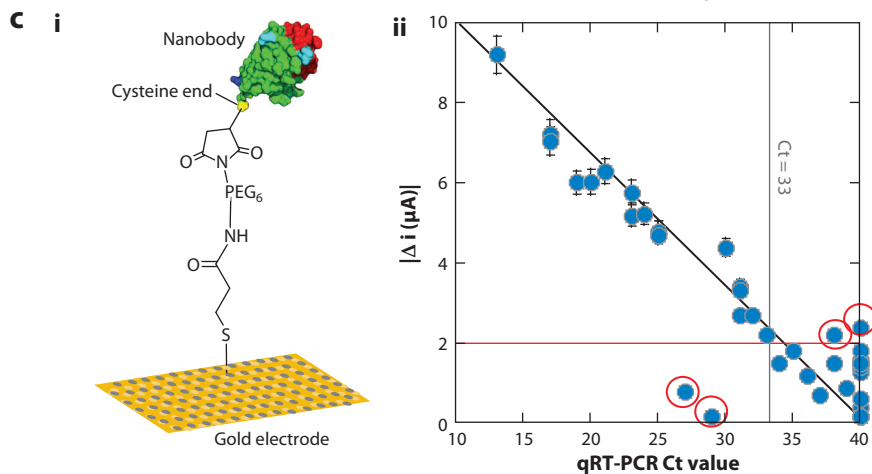 c
i
Nanobody
Cysteine end
O
O
N
PEG6
NH
O
S
Gold electrode
ii
10
8
6
4
2
0
|Δ i (µA)|
Ct = 33
10 15 20 25 30 35 40
qRT-PCR Ct value